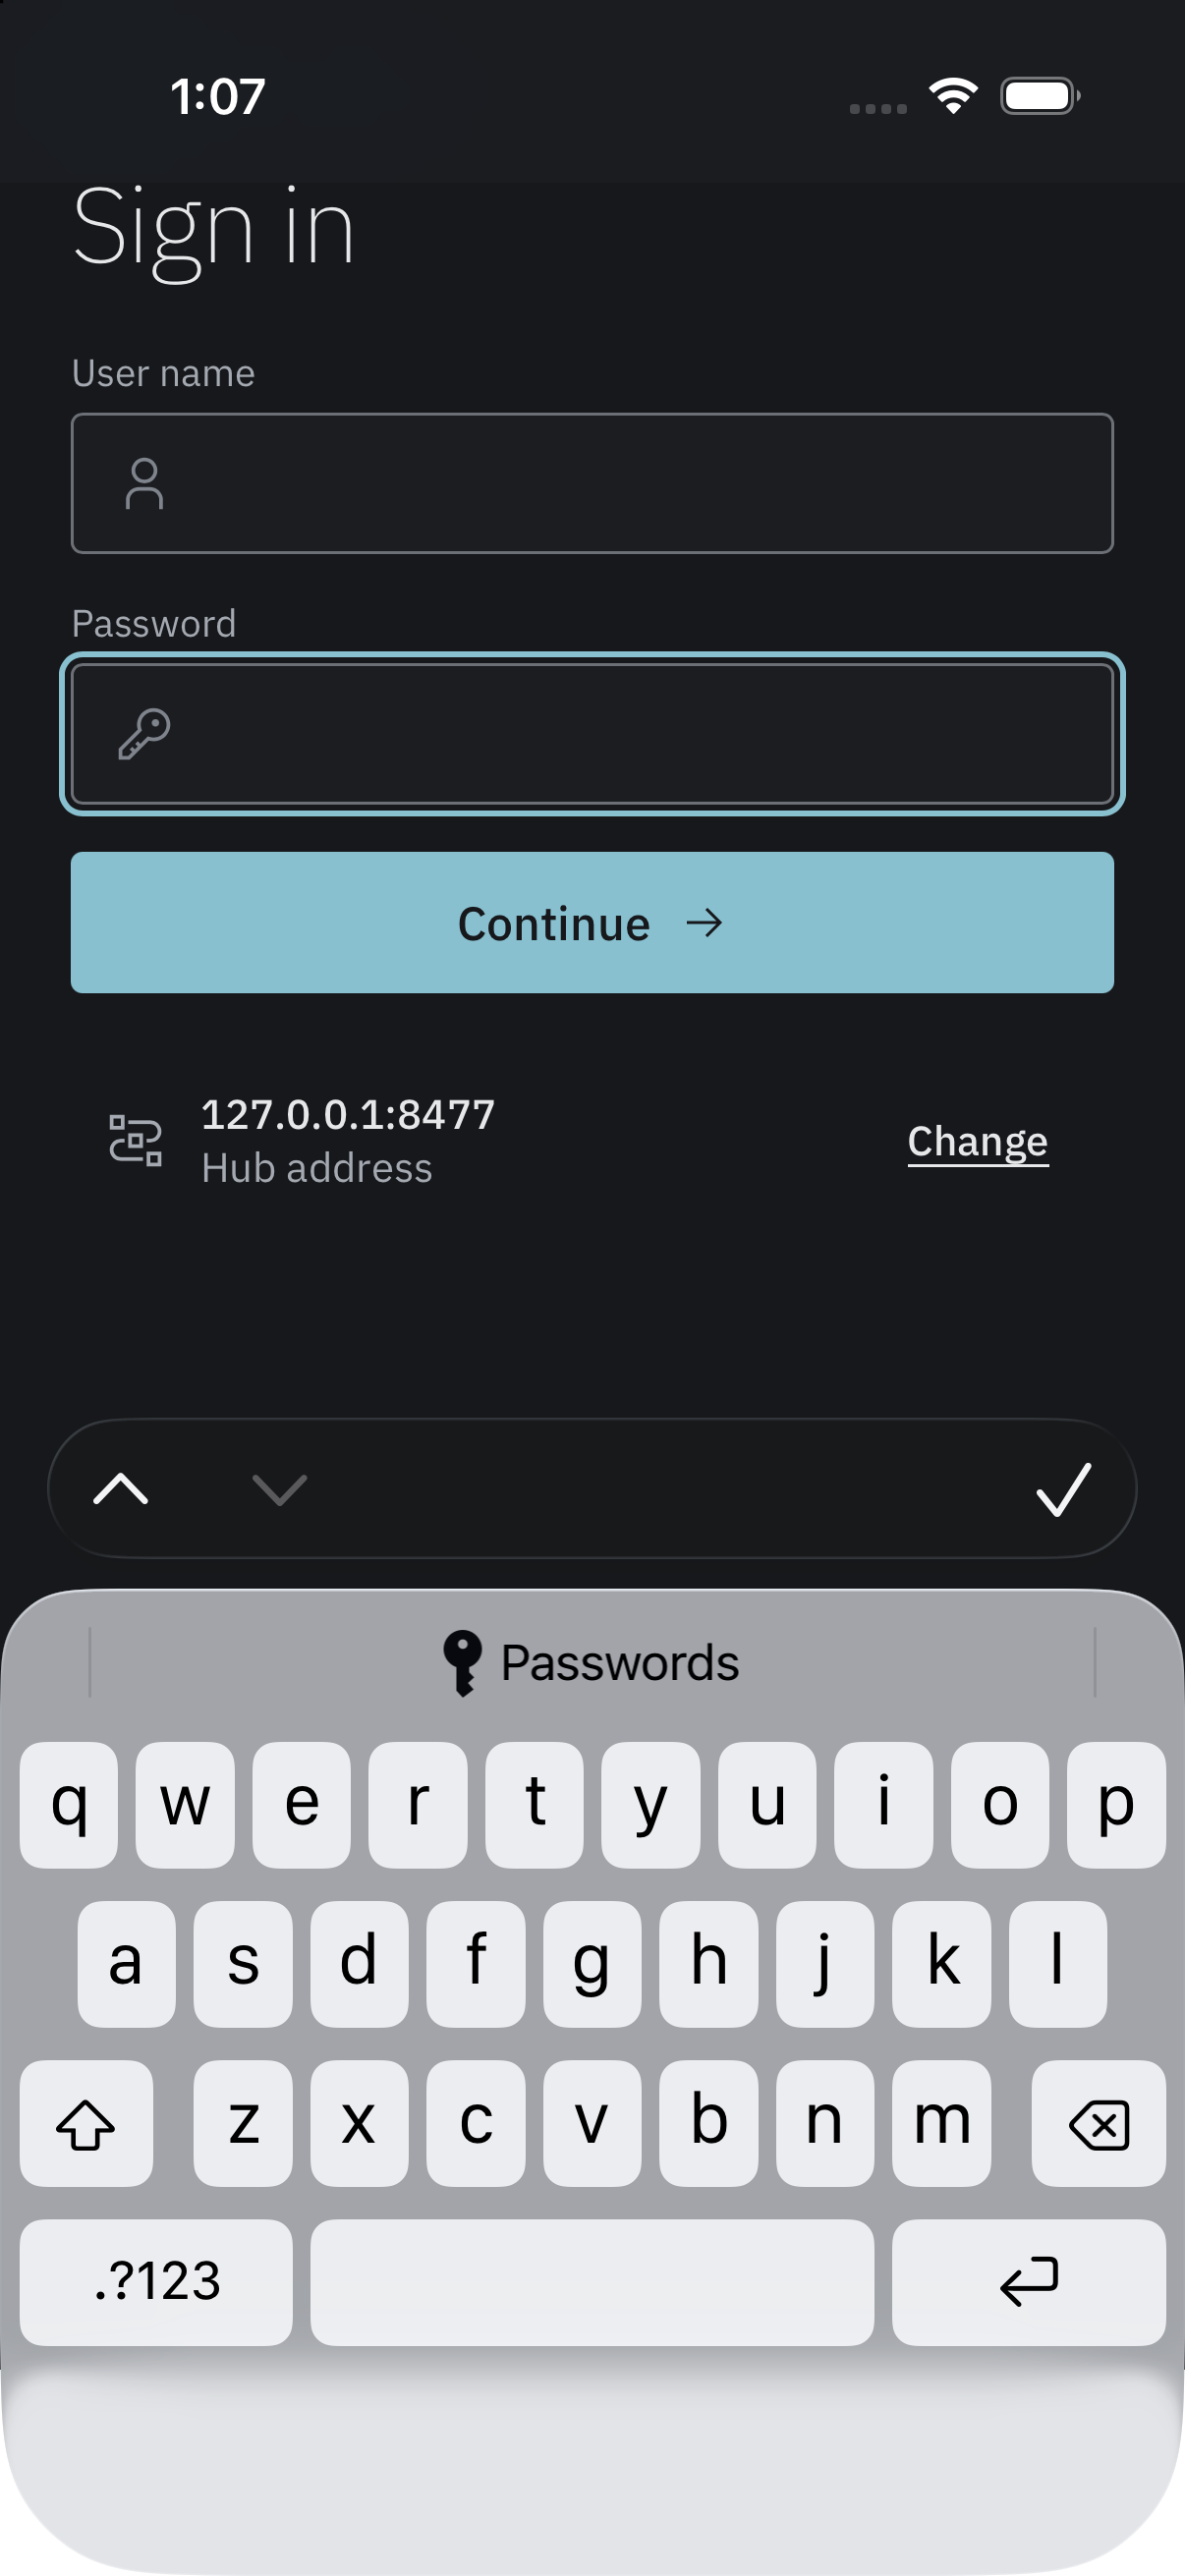 1:07
Sign in
User name
Password
Continue →
127.0.0.1:8477
Hub address
Change
Passwords
q w e r t y u i o p
a s d f g h j k l
z x c v b n m
.?123